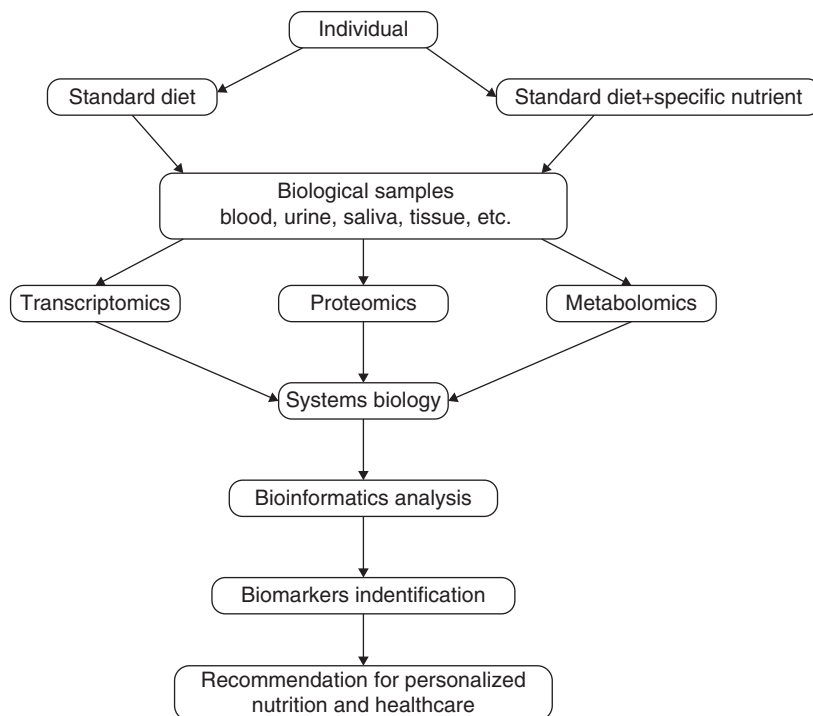 Individual
Standard diet
Standard diet+specific nutrient
Biological samples
blood, urine, saliva, tissue, etc.
Transcriptomics
Proteomics
Metabolomics
Systems biology
Bioinformatics analysis
Biomarkers indentification
Recommendation for personalized
nutrition and healthcare